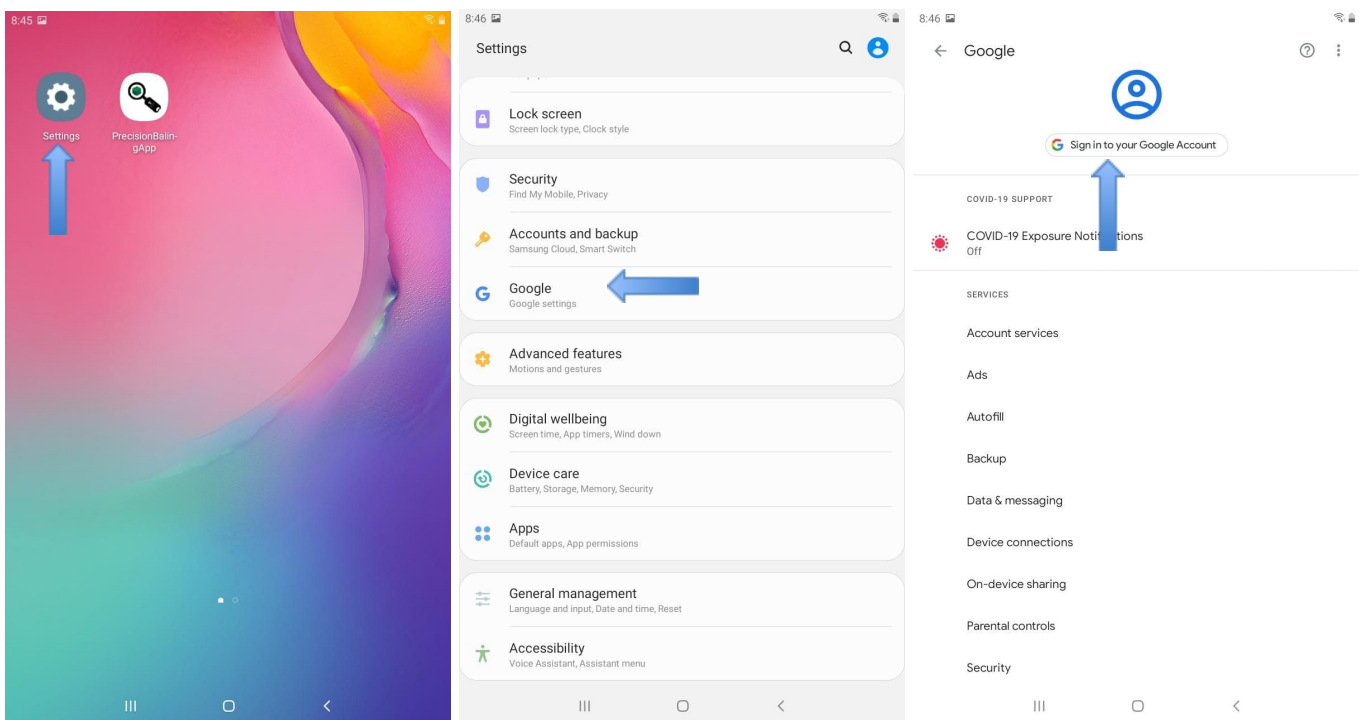 8:45
Settings
PrecisionBalin-
gApp
8:46
Settings
Lock screen
Screen lock type, Clock style
Security
Find My Mobile, Privacy
Accounts and backup
Samsung Cloud, Smart Switch
Google
Google settings
Advanced features
Motions and gestures
Digital wellbeing
Screen time, App timers, Wind down
Device care
Battery, Storage, Memory, Security
Apps
Default apps, App permissions
General management
Language and input, Date and time, Reset
Accessibility
Voice Assistant, Assistant menu
8:46
Google
Sign in to your Google Account
COVID-19 SUPPORT
COVID-19 Exposure Notifications
Off
SERVICES
Account services
Ads
Autofill
Backup
Data & messaging
Device connections
On-device sharing
Parental controls
Security